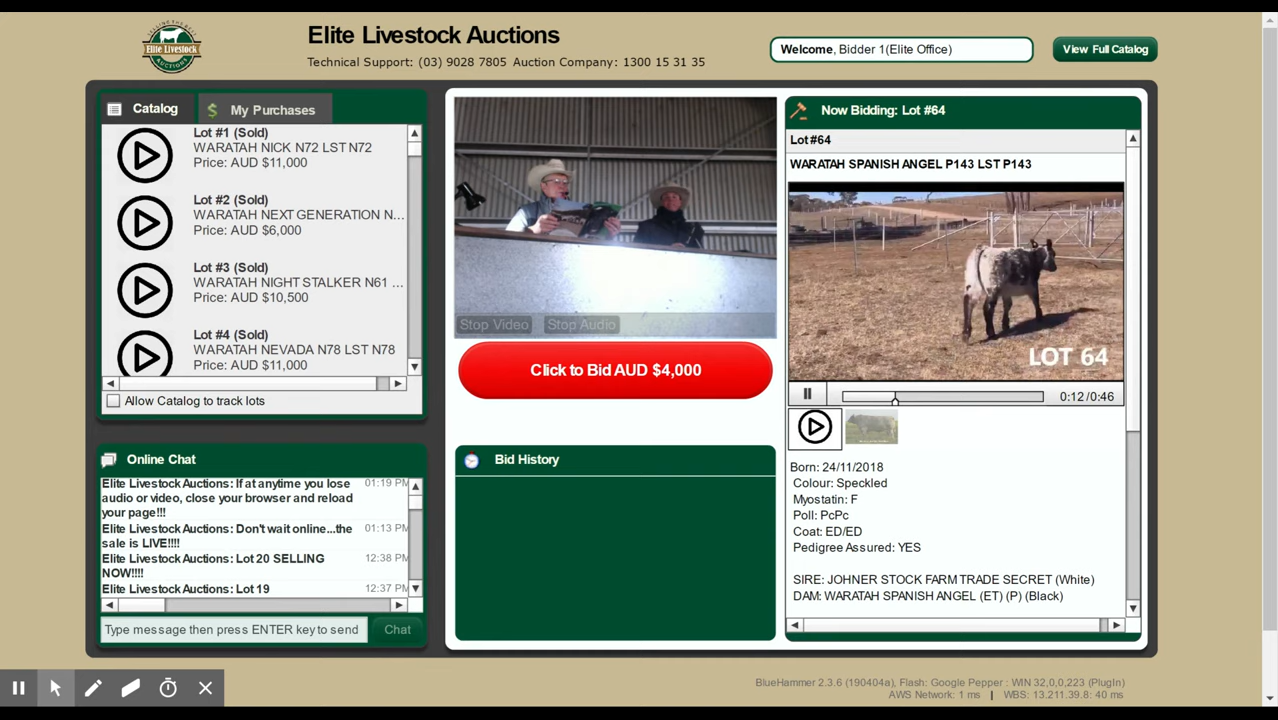 Elite Livestock
AUCTIONS
Elite Livestock Auctions
Technical Support: (03) 9028 7805 Auction Company: 1300 15 31 35
Welcome, Bidder 1(Elite Office)
View Full Catalog
Catalog
My Purchases
Lot #1 (Sold)
WARATAH NICK N72 LST N72
Price: AUD $11,000
Lot #2 (Sold)
WARATAH NEXT GENERATION N...
Price: AUD $6,000
Lot #3 (Sold)
WARATAH NIGHT STALKER N61 ...
Price: AUD $10,500
Lot #4 (Sold)
WARATAH NEVADA N78 LST N78
Price: AUD $11,000
Allow Catalog to track lots
Online Chat
Elite Livestock Auctions: If at anytime you lose 01:19 PM
audio or video, close your browser and reload
your page!!!
Elite Livestock Auctions: Don't wait online...the 01:13 PM
sale is LIVE!!!!
Elite Livestock Auctions: Lot 20 SELLING 12:38 PM
NOW!!!!
Elite Livestock Auctions: Lot 19 12:37 PM
Type message then press ENTER key to send
Chat
Stop Video
Stop Audio
Click to Bid AUD $4,000
Bid History
Now Bidding: Lot #64
Lot #64
WARATAH SPANISH ANGEL P143 LST P143
LOT 64
0:12/0:46
Born: 24/11/2018
Colour: Speckled
Myostatin: F
Poll: PcPc
Coat: ED/ED
Pedigree Assured: YES
SIRE: JOHNER STOCK FARM TRADE SECRET (White)
DAM: WARATAH SPANISH ANGEL (ET) (P) (Black)
BlueHammer 2.3.6 (190404a), Flash: Google Pepper : WIN 32,0,0,223 (PlugIn)
AWS Network: 1 ms | WBS: 13.211.39.8: 40 ms